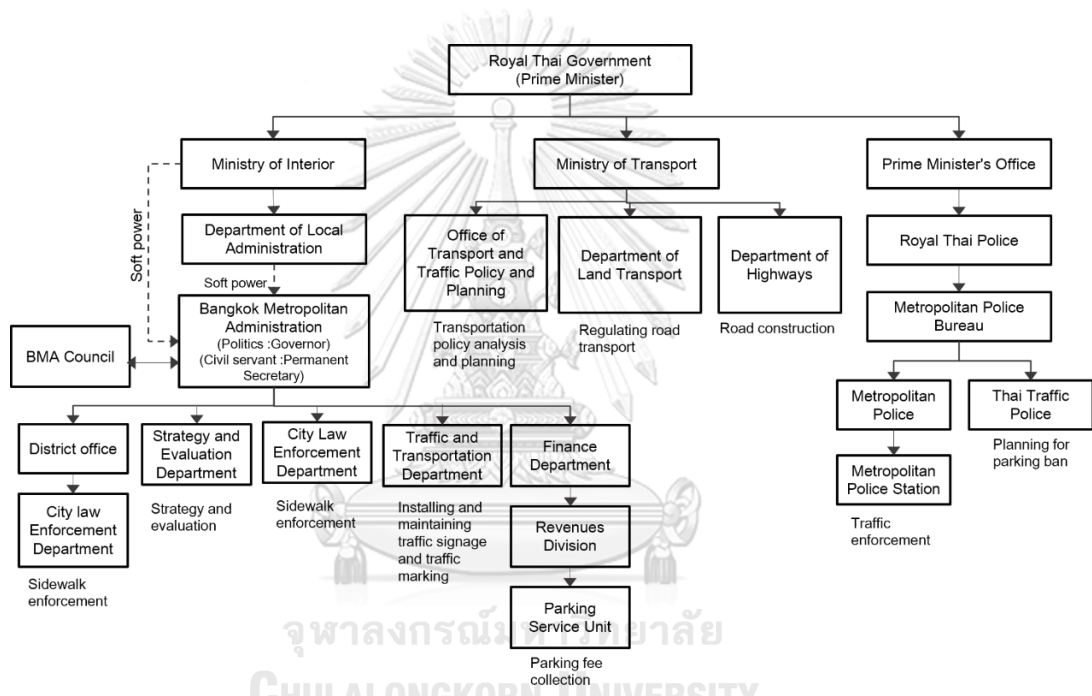 Royal Thai Government
(Prime Minister)
Ministry of Interior
Ministry of Transport
Prime Minister's Office
Soft power
Department of Local
Administration
Office of
Transport and
Traffic Policy and
Planning
Department of
Land Transport
Department of
Highways
Royal Thai Police
Soft power
Transportation
policy analysis
and planning
Regulating road
transport
Road construction
Metropolitan Police
Bureau
BMA Council
Bangkok Metropolitan
Administration
(Politics :Governor)
(Civil servant :Permanent
Secretary)
Metropolitan
Police
Thai Traffic
Police
Planning for
parking ban
District office
Strategy and
Evaluation
Department
City Law
Enforcement
Department
Traffic and
Transportation
Department
Finance
Department
Metropolitan
Police Station
Traffic
enforcement
City law
Enforcement
Department
Strategy and
evaluation
Sidewalk
enforcement
Installing and
maintaining
traffic signage
and traffic
marking
Revenues
Division
Sidewalk
enforcement
Parking
Service Unit
Parking fee
collection
จุฬาลงกรณ์มหาวิทยาลัย
CHULALONGKORN UNIVERSITY